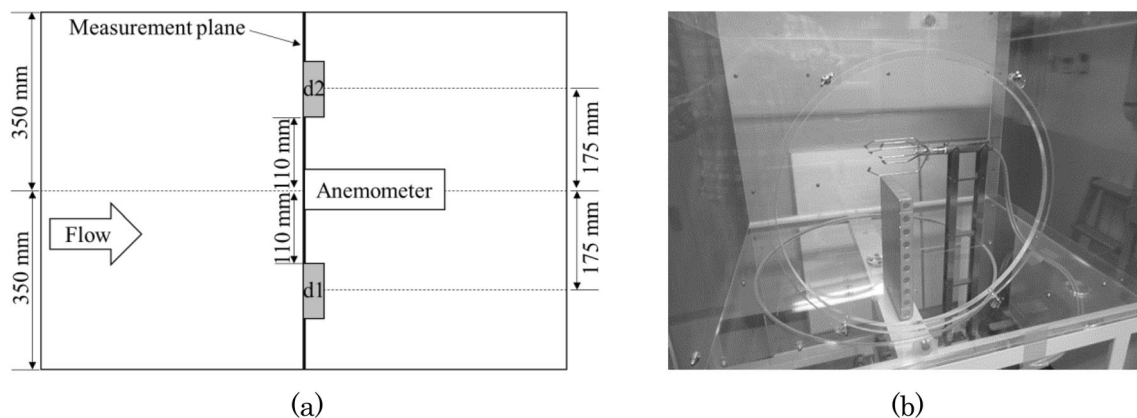 Measurement plane
350 mm
d2
110 mm
175 mm
Anemometer
Flow
350 mm
110 mm
d1
175 mm
(a)
(b)